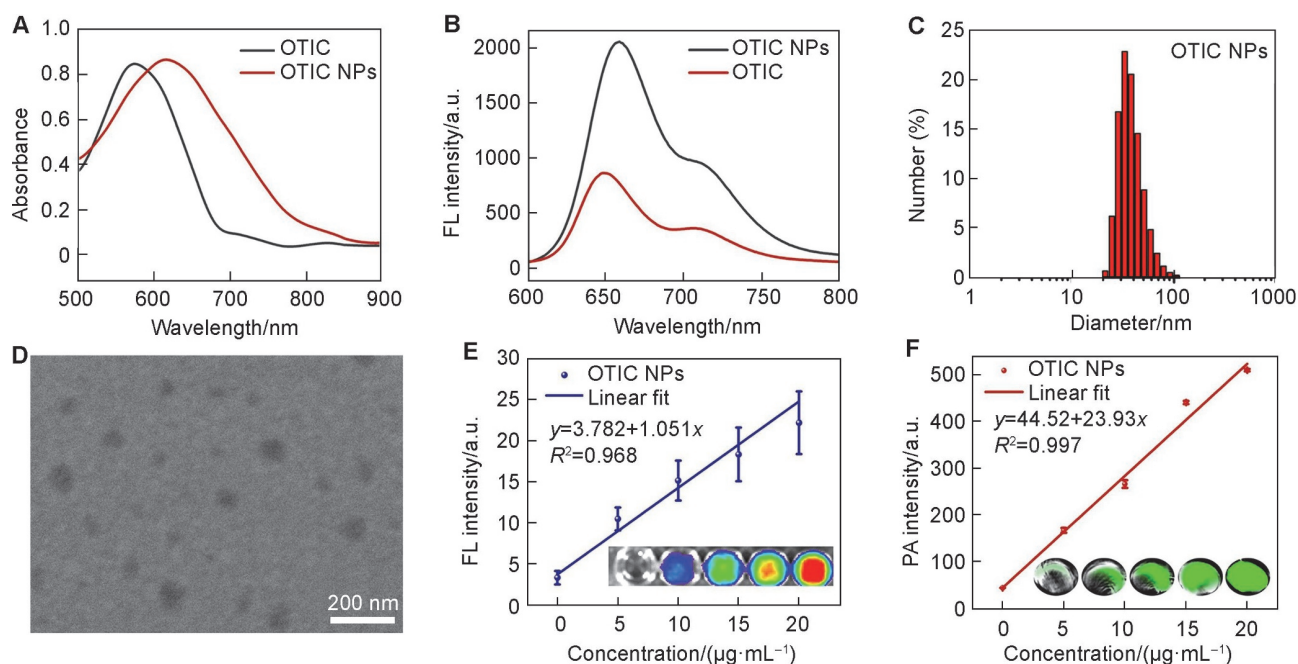 A
1.0
0.8
0.6
0.4
0.2
0
Absorbance
OTIC
OTIC NPs
500 600 700 800 900
Wavelength/nm
B
2000
1500
1000
500
0
FL intensity/a.u.
OTIC NPs
OTIC
600 650 700 750 800
Wavelength/nm
C
25
20
15
10
5
0
Number (%)
OTIC NPs
1 10 100 1000
Diameter/nm
D
200 nm
E
30
25
20
15
10
5
0
FL intensity/a.u.
OTIC NPs
Linear fit
y=3.782+1.051x
R²=0.968
0 5 10 15 20
Concentration/(μg·mL⁻¹)
F
500
400
300
200
100
0
PA intensity/a.u.
OTIC NPs
Linear fit
y=44.52+23.93x
R²=0.997
0 5 10 15 20
Concentration/(μg·mL⁻¹)